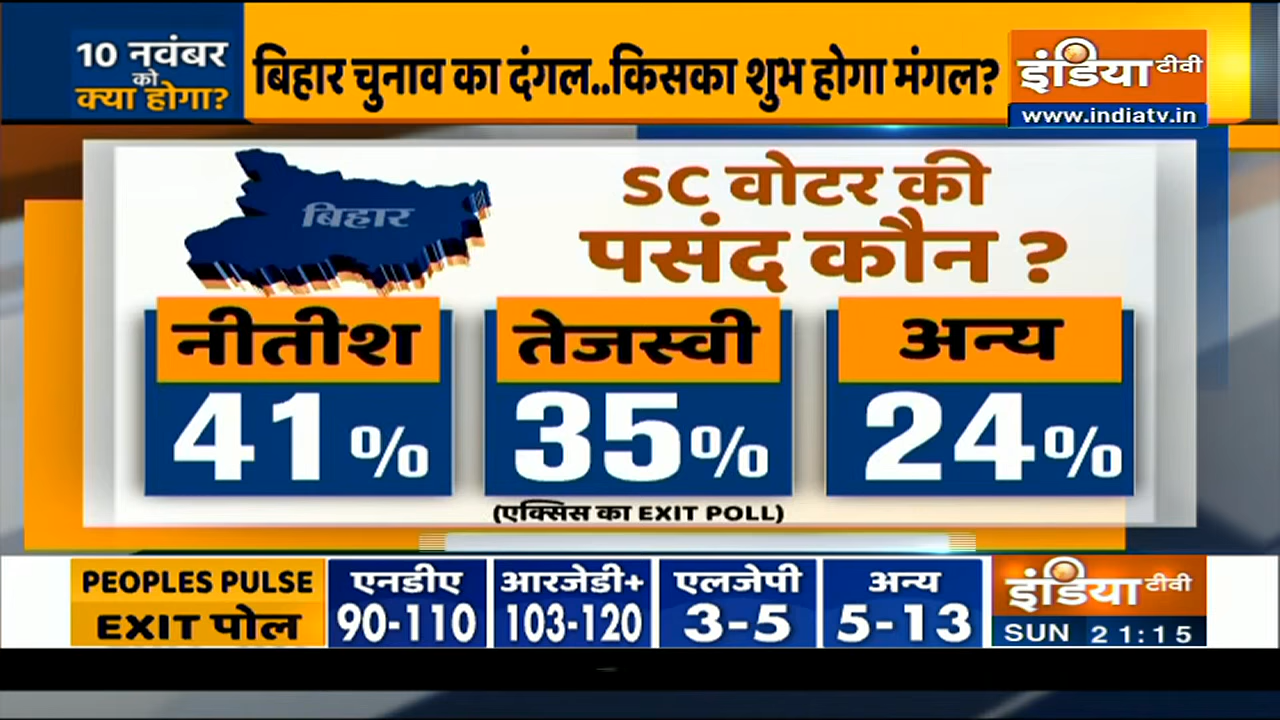 10 नवंबर
को
क्या होगा?
बिहार चुनाव का दंगल..किसका शुभ होगा मंगल?
इंडिया टीवी
www.indiatv.in
बिहार
SC वोटर की
पसंद कौन ?
नीतीश तेजस्वी अन्य
41% 35% 24%
(एक्सिस का EXIT POLL)
PEOPLES PULSE
EXIT पोल
एनडीए आरजेडी+ एलजेपी अन्य
90-110 103-120 3-5 5-13
इंडिया टीवी
SUN 21:15